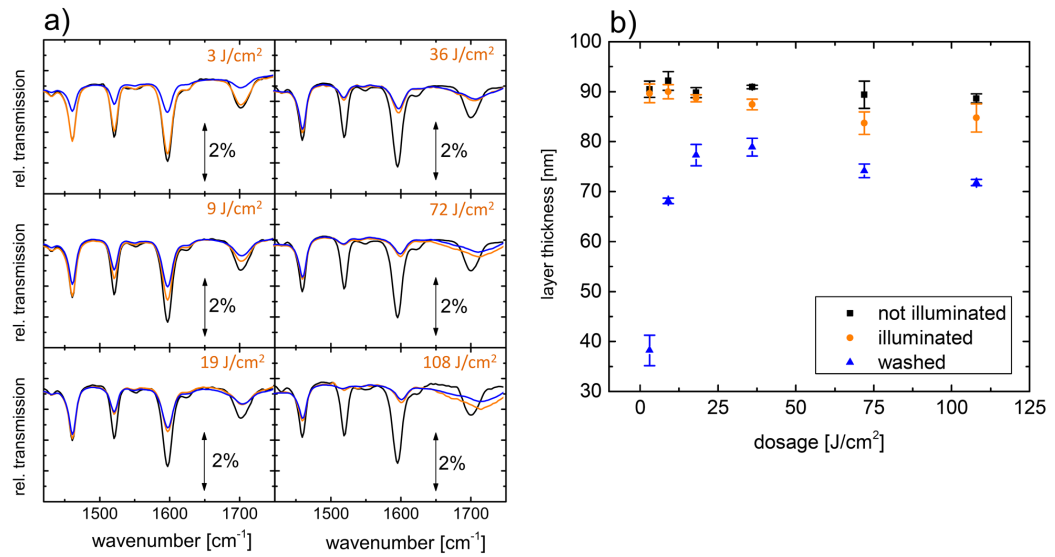 a)
3 J/cm²
36 J/cm²
2%
2%
9 J/cm²
72 J/cm²
2%
2%
19 J/cm²
108 J/cm²
2%
2%
rel. transmission
rel. transmission
rel. transmission
1500 1600 1700
1500 1600 1700
wavenumber [cm⁻¹]
wavenumber [cm⁻¹]
b)
100
90
80
70
60
50
40
30
layer thickness [nm]
not illuminated
illuminated
washed
0 25 50 75 100 125
dosage [J/cm²]